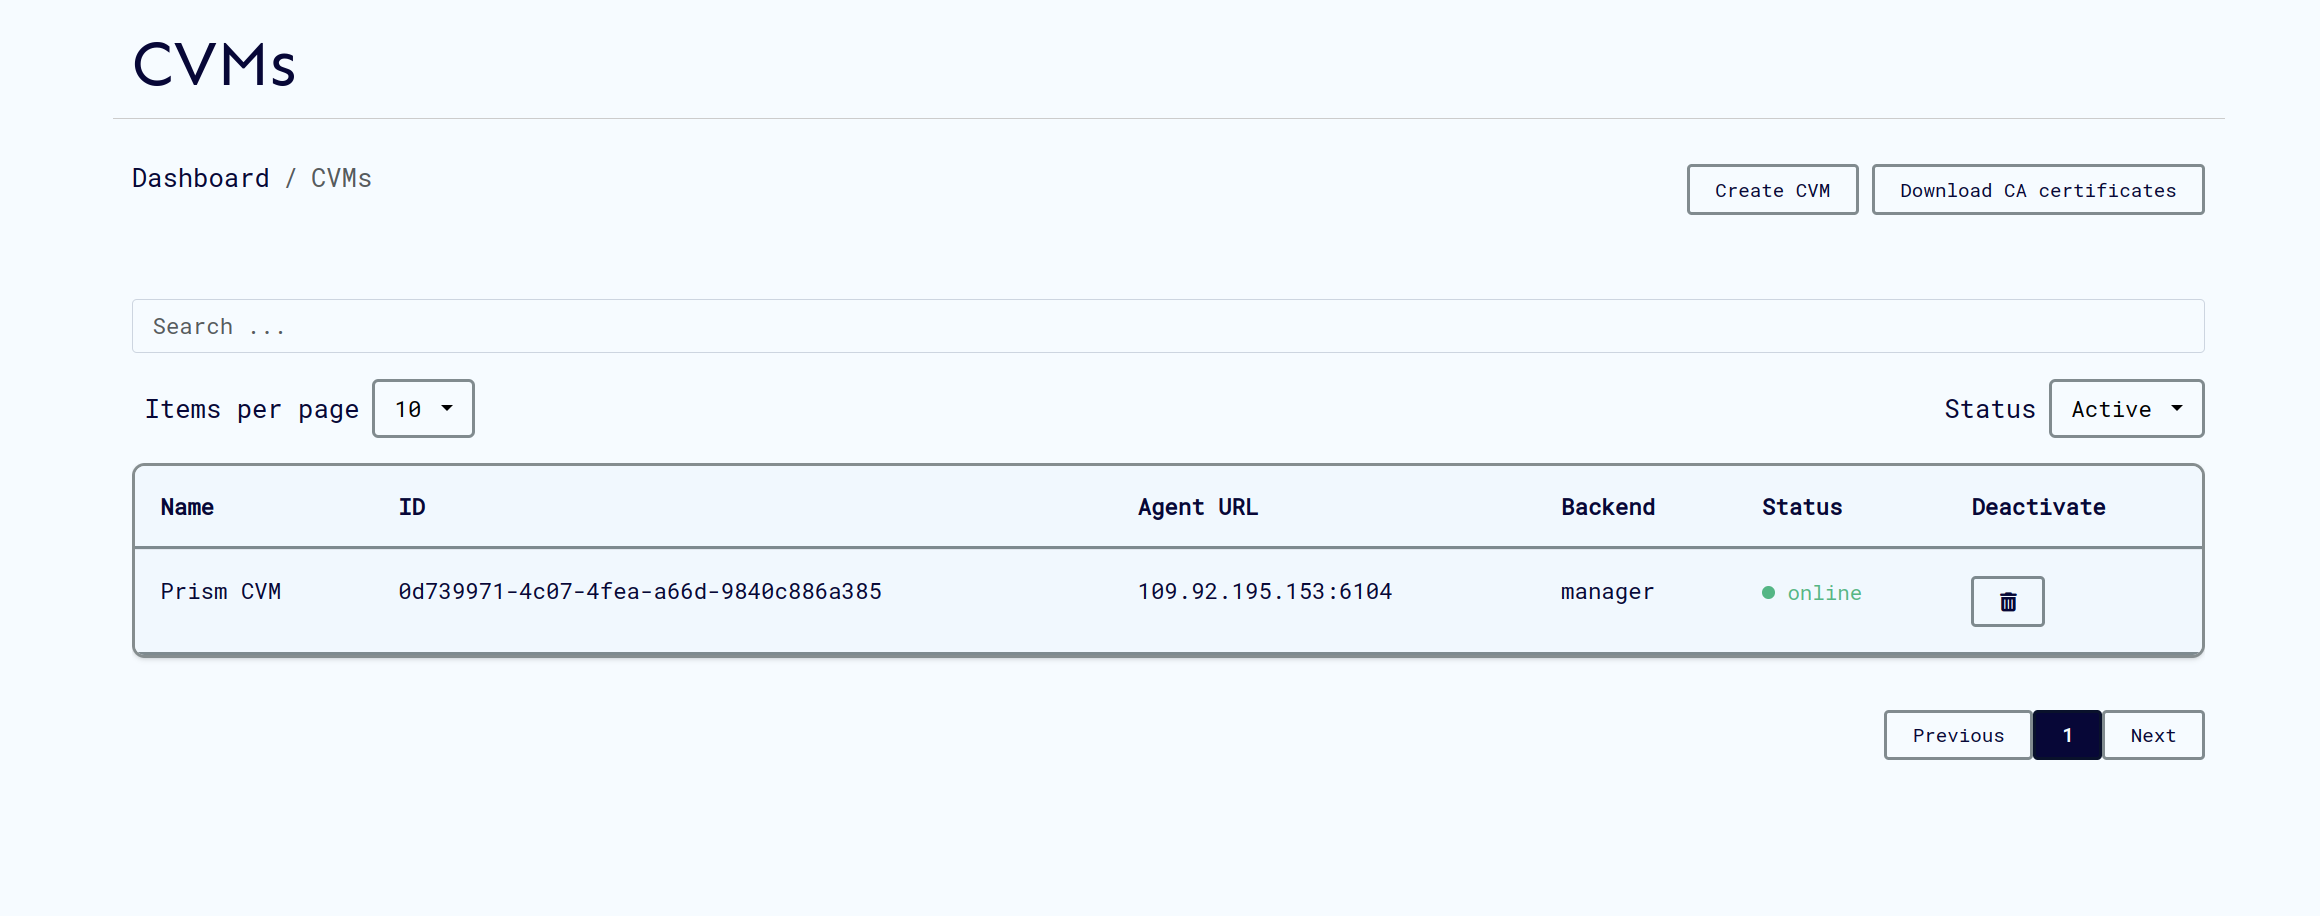 CVMs
Dashboard / CVMs
Create CVM Download CA certificates
Search ...
Items per page 10 Status Active
Name ID Agent URL Backend Status Deactivate
Prism CVM 0d739971-4c07-4fea-a66d-9840c886a385 109.92.195.153:6104 manager online
Previous 1 Next